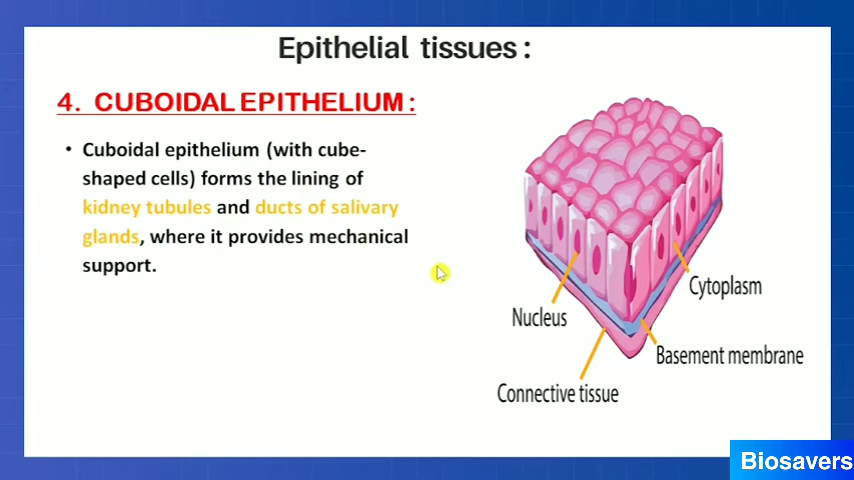 Epithelial tissues :
4. CUBOIDAL EPITHELIUM :
• Cuboidal epithelium (with cube-
shaped cells) forms the lining of
kidney tubules and ducts of salivary
glands, where it provides mechanical
support.
Nucleus
Cytoplasm
Basement membrane
Connective tissue
Biosavers